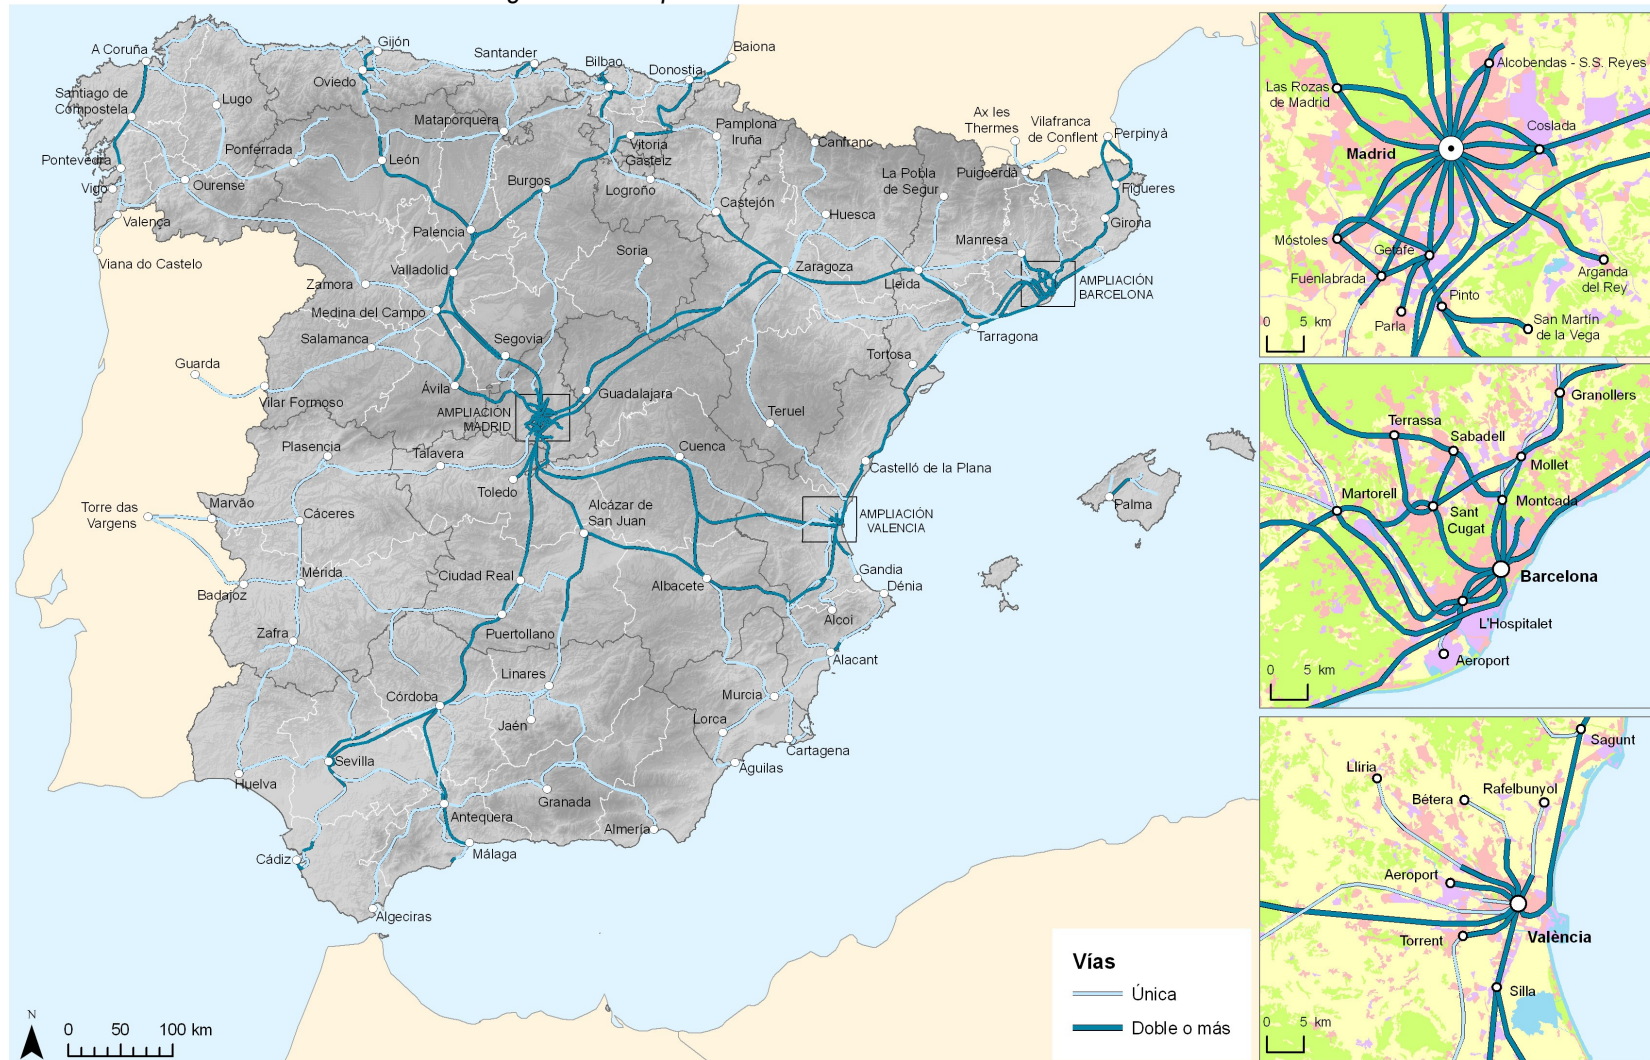 A Coruña
Gijón
Santander
Bilbao
Baiona
Donostia
Oviedo
Santiago de
Compostela
Lugo
Mataporquera
Vitoria
Gasteiz
Pamplona
Iruña
Canfranc
Ax les
Thermes
Vilafranca
de Conflent
Perpinyà
Puigcerdà
Pontevedra
Ponferrada
León
Vigo
Ourense
Burgos
Logroño
La Pobla
de Segur
Figueres
Valença
Palencia
Castejón
Huesca
Girona
Viana do Castelo
Soria
Manresa
Valladolid
Zaragoza
Lleida
AMPLIACIÓN
BARCELONA
Zamora
Medina del Campo
Tarragona
Salamanca
Segovia
Tortosa
Guarda
Vilar Formoso
Ávila
Guadalajara
AMPLIACIÓN
MADRID
Teruel
Plasencia
Talavera
Cuenca
Castelló de la Plana
Toledo
Torre das
Vargens
Marvão
Cáceres
Alcázar de
San Juan
AMPLIACIÓN
VALENCIA
Palma
Mérida
Badajoz
Ciudad Real
Albacete
Gandia
Dénia
Alcoi
Zafra
Puertollano
Alacant
Linares
Córdoba
Murcia
Jaén
Lorca
Cartagena
Sevilla
Águilas
Huelva
Granada
Antequera
Almería
Cádiz
Málaga
Algeciras
N
0 50 100 km
Vías
Única
Doble o más
Alcobendas - S.S. Reyes
Las Rozas
de Madrid
Coslada
Madrid
Móstoles
Getafe
Fuenlabrada
Arganda
del Rey
Pinto
Parla
San Martín
de la Vega
0 5 km
Granollers
Terrassa
Sabadell
Mollet
Martorell
Montcada
Sant
Cugat
Barcelona
L'Hospitalet
Aeroport
0 5 km
Sagunt
Llíria
Bétera
Rafelbunyol
Aeroport
Torrent
València
Silla
0 5 km